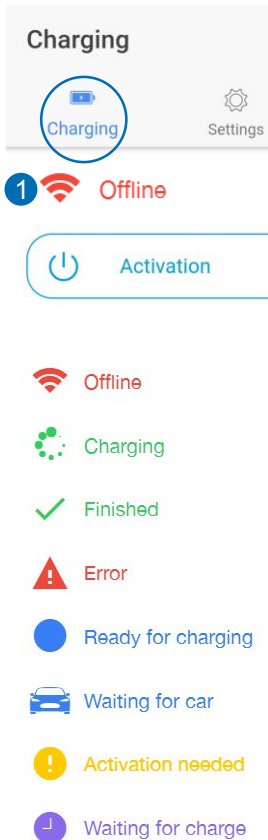 Charging
Charging
Settings
1 Offline
Activation
Offline
Charging
Finished
Error
Ready for charging
Waiting for car
Activation needed
Waiting for charge